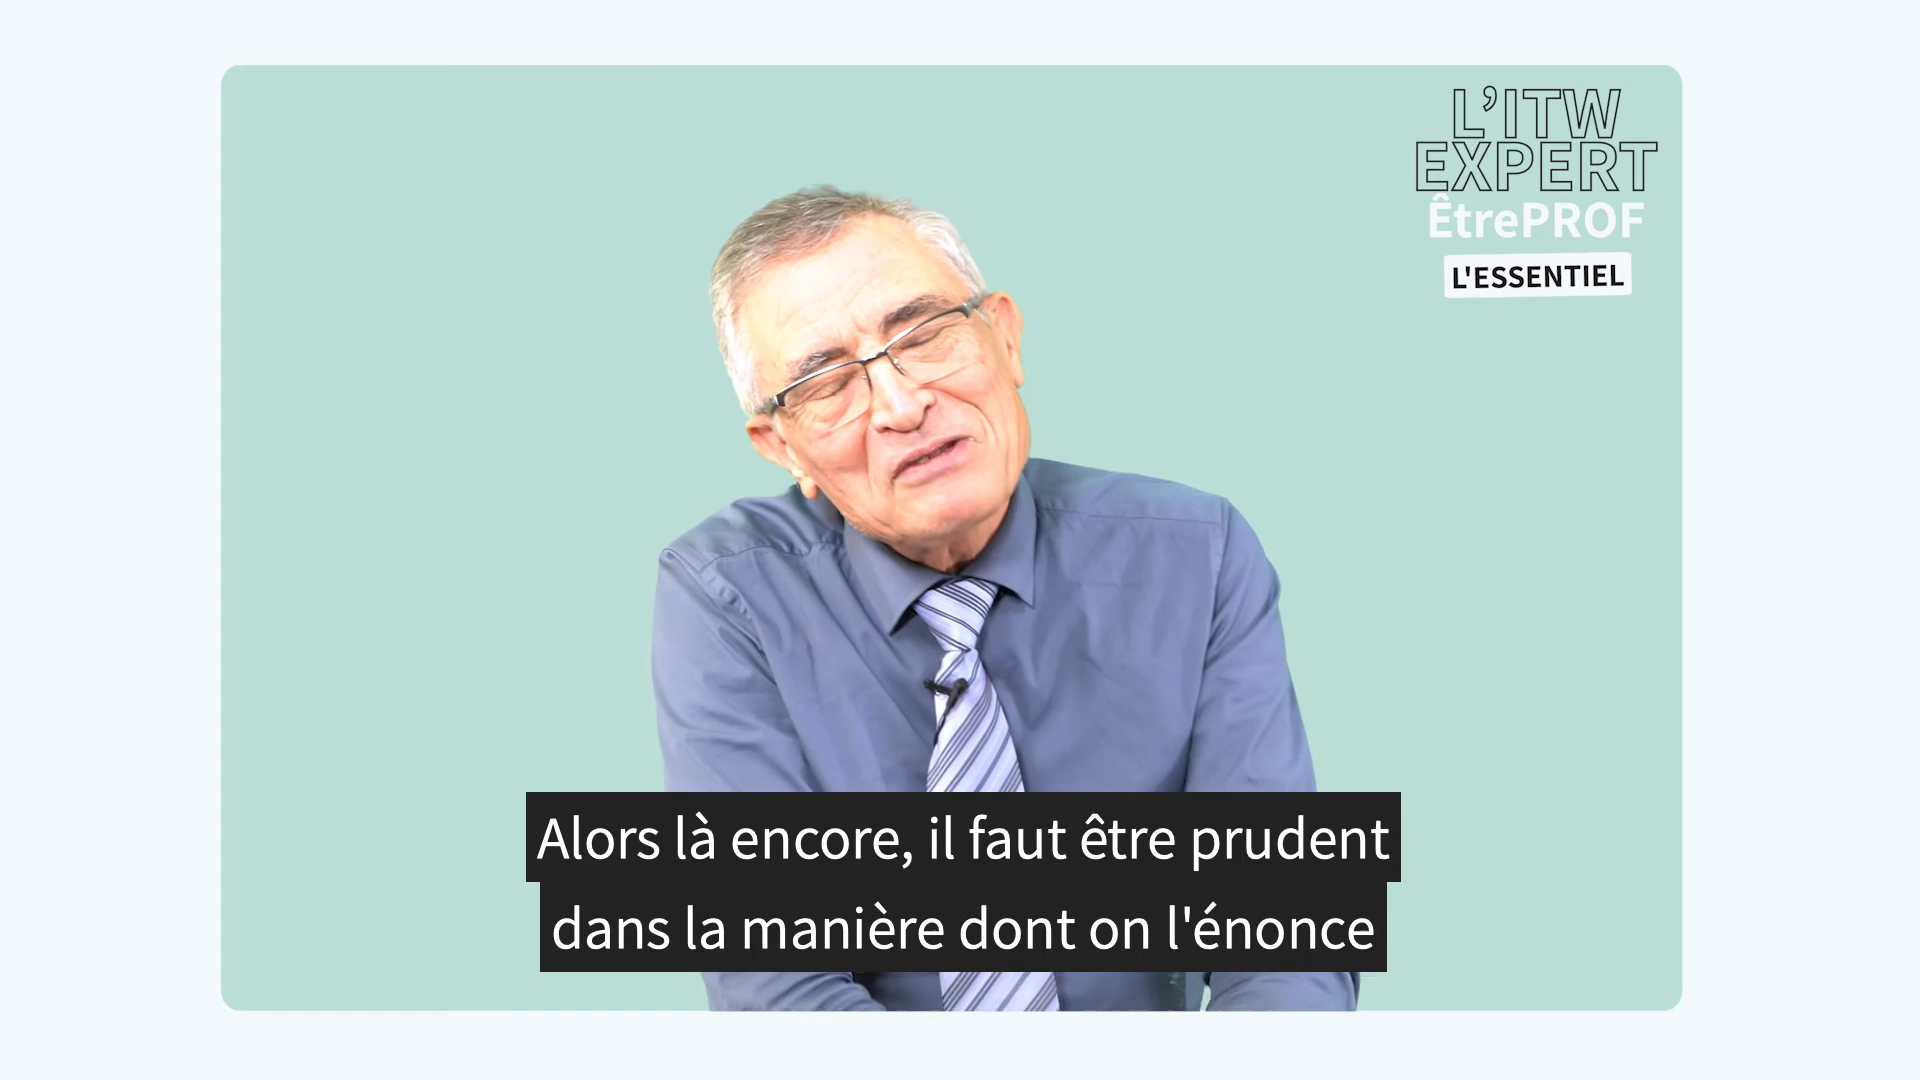 L’ITW
EXPERT
ÊtrePROF
L'ESSENTIEL
Alors là encore, il faut être prudent
dans la manière dont on l'énonce